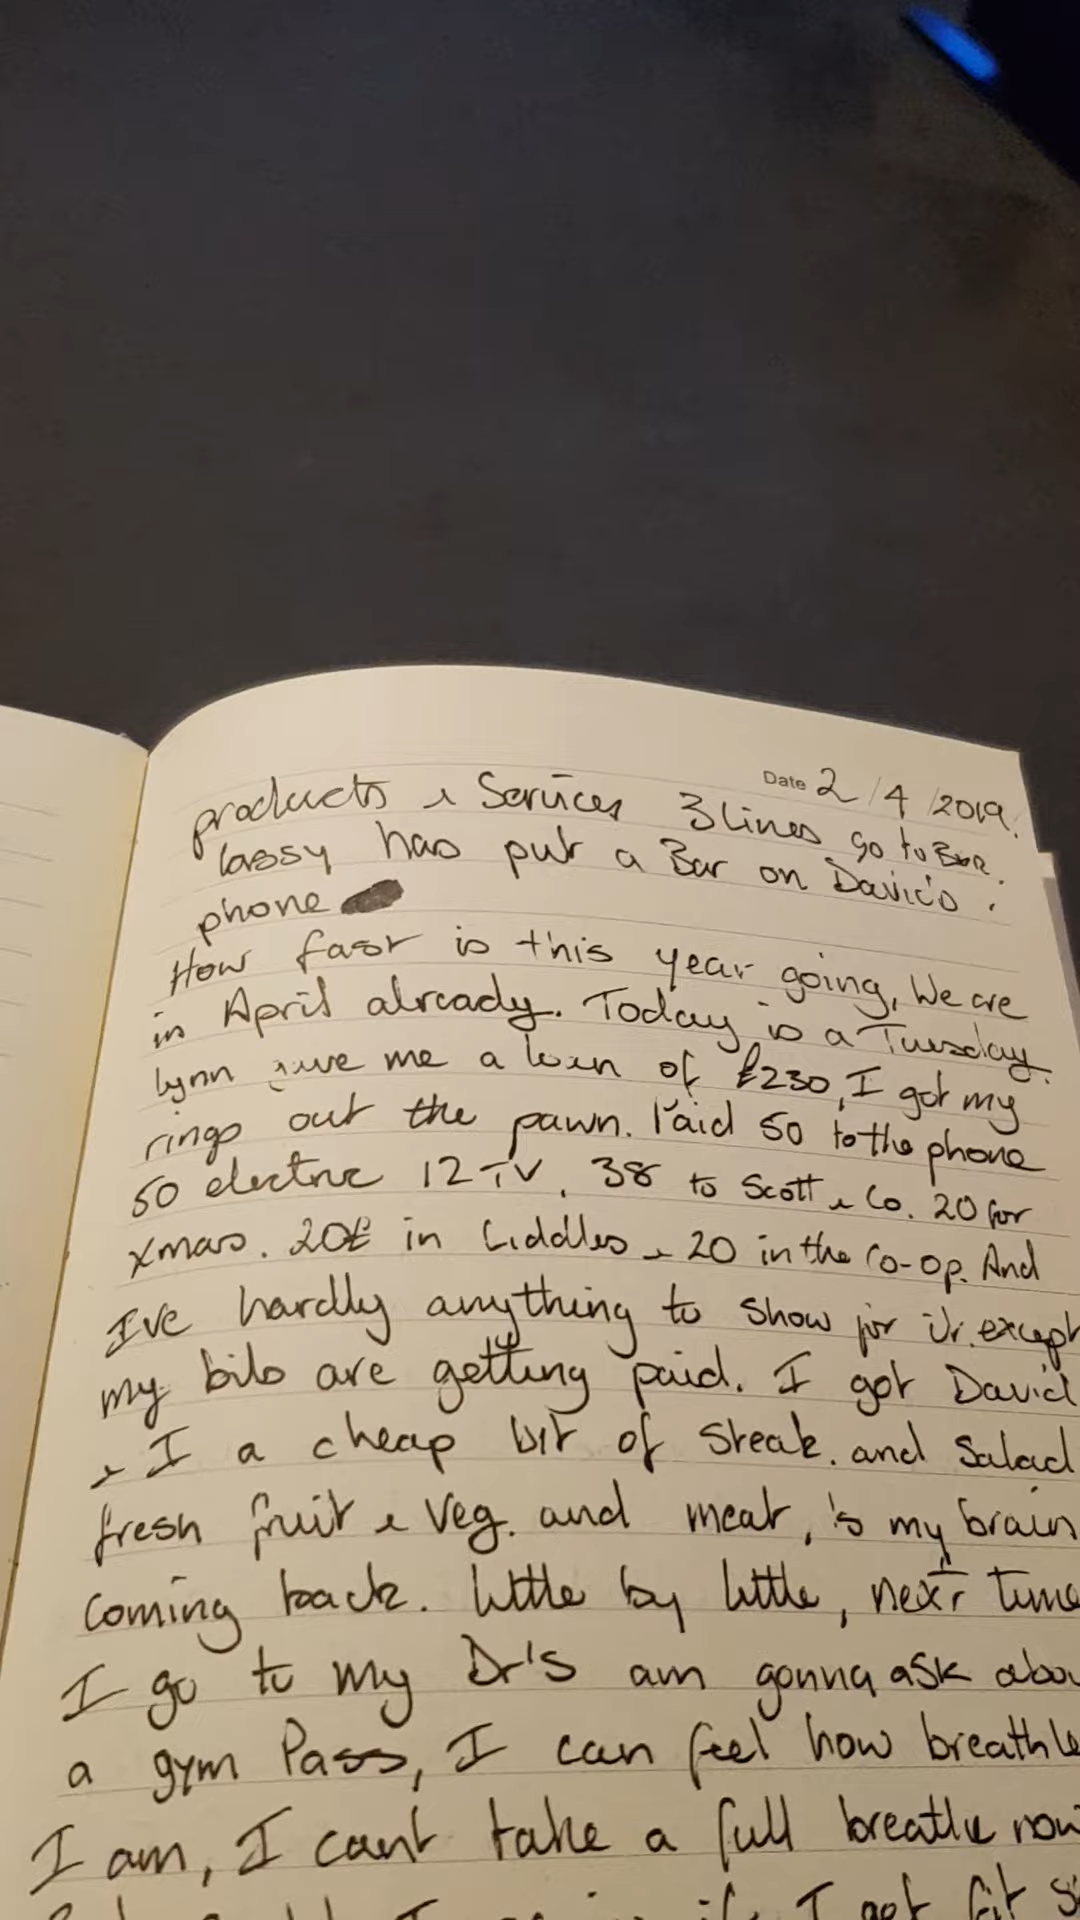 Date 2/4/2019.
products & Services 3 lines go to BAR.
lassy has put a Bar on David's.
phone
How fast is this year going, We are
in April already. Today is a Tuesday.
Lynn gave me a loan of £230, I got my
rings out the pawn. Paid 50 to the phone
50 electric 12 TV, 38 to Scott & Co. 20 for
xmas. 20£ in Liddles & 20 in the Co-op. And
Ive hardly anything to show for it. except
my bils are getting paid. I got David
& I a cheap bit of steak. and Salad
fresh fruit & veg. and meat, 's my brain
coming back. little by little, next time
I go to my Dr's am gonna ask abou
a gym Pass, I can feel how breathle
I am, I cant take a full breathe now
if I got fit s